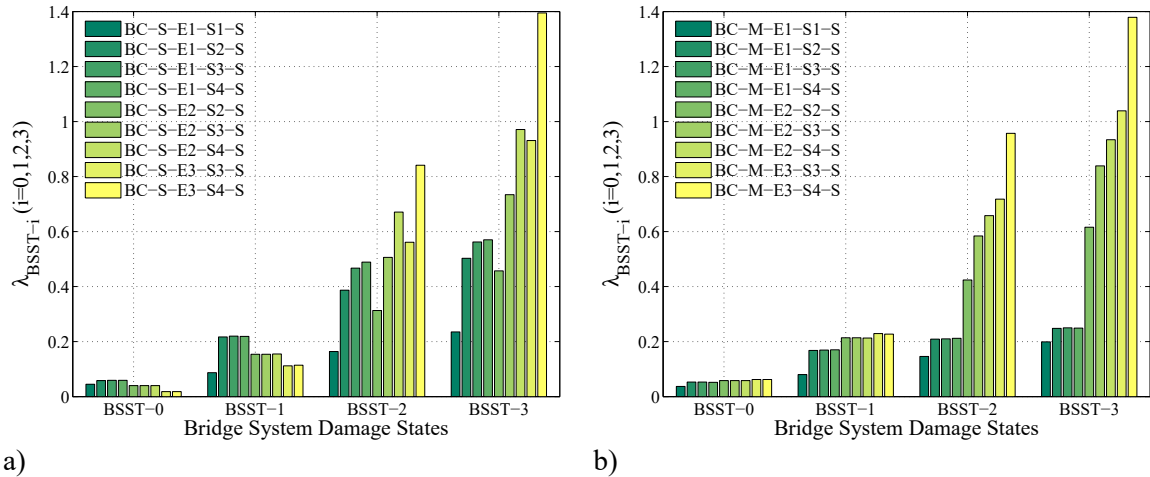 1.4
1.2
1
0.8
0.6
0.4
0.2
0
λBSST−i (i=0,1,2,3)
BC−S−E1−S1−S
BC−S−E1−S2−S
BC−S−E1−S3−S
BC−S−E1−S4−S
BC−S−E2−S2−S
BC−S−E2−S3−S
BC−S−E2−S4−S
BC−S−E3−S3−S
BC−S−E3−S4−S
BSST−0 BSST−1 BSST−2 BSST−3
Bridge System Damage States
a)
1.4
1.2
1
0.8
0.6
0.4
0.2
0
λBSST−i (i=0,1,2,3)
BC−M−E1−S1−S
BC−M−E1−S2−S
BC−M−E1−S3−S
BC−M−E1−S4−S
BC−M−E2−S2−S
BC−M−E2−S3−S
BC−M−E2−S4−S
BC−M−E3−S3−S
BC−M−E3−S4−S
BSST−0 BSST−1 BSST−2 BSST−3
Bridge System Damage States
b)